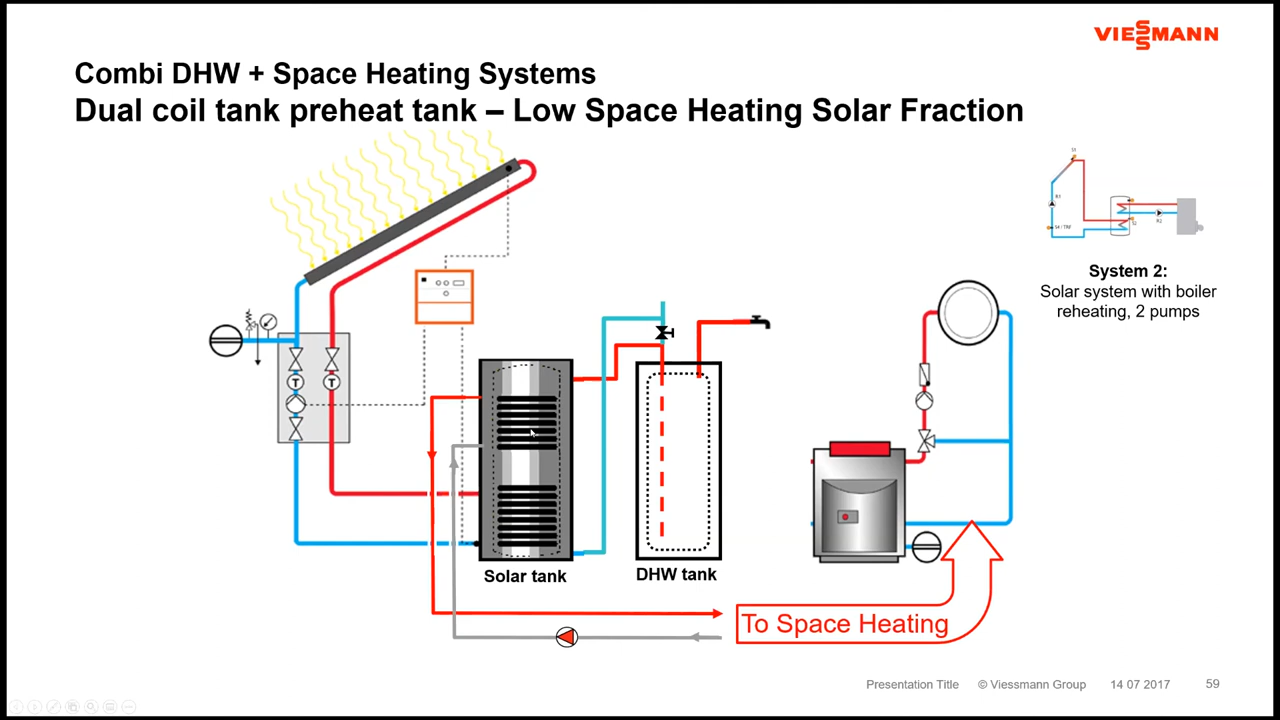 VIESSMANN
Combi DHW + Space Heating Systems
Dual coil tank preheat tank – Low Space Heating Solar Fraction
System 2:
Solar system with boiler
reheating, 2 pumps
T
T
Solar tank
DHW tank
To Space Heating
Presentation Title
© Viessmann Group
14 07 2017
59